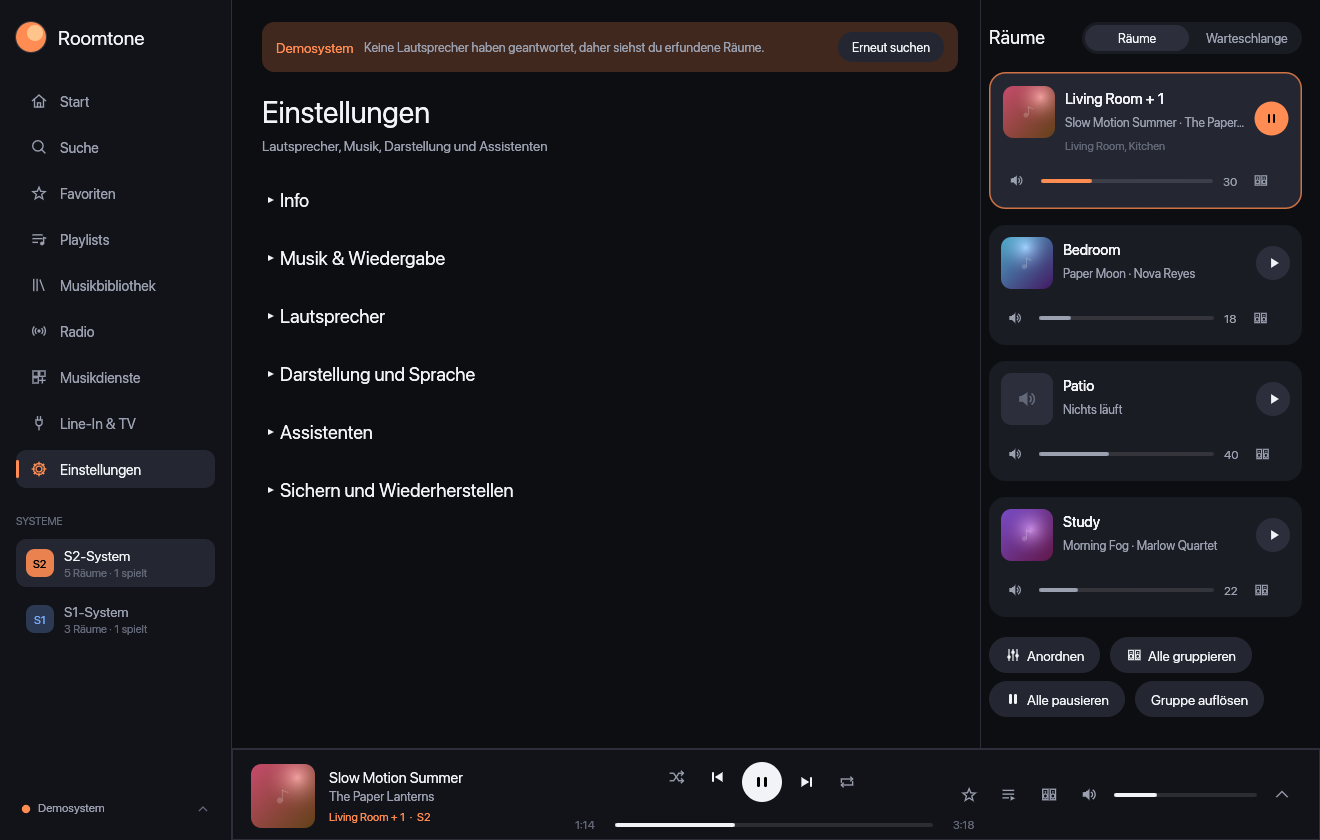 Roomtone
Start
Suche
Favoriten
Playlists
Musikbibliothek
Radio
Musikdienste
Line-In & TV
Einstellungen
SYSTEME
S2
S2-System
5 Räume · 1 spielt
S1
S1-System
3 Räume · 1 spielt
Demosystem
Demosystem Keine Lautsprecher haben geantwortet, daher siehst du erfundene Räume. Erneut suchen
Einstellungen
Lautsprecher, Musik, Darstellung und Assistenten
Info
Musik & Wiedergabe
Lautsprecher
Darstellung und Sprache
Assistenten
Sichern und Wiederherstellen
Räume Räume Warteschlange
Living Room + 1
Slow Motion Summer · The Paper...
Living Room, Kitchen
30
Bedroom
Paper Moon · Nova Reyes
18
Patio
Nichts läuft
40
Study
Morning Fog · Marlow Quartet
22
Anordnen Alle gruppieren
Alle pausieren Gruppe auflösen
Slow Motion Summer
The Paper Lanterns
Living Room + 1 · S2
1:14 3:18